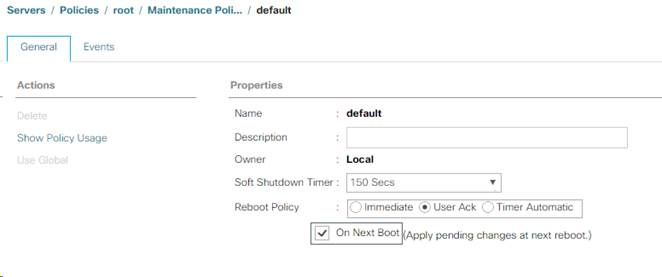 Servers / Policies / root / Maintenance Poli... / default
General Events
Actions
Delete
Show Policy Usage
Use Global
Properties
Name : default
Description :
Owner : Local
Soft Shutdown Timer : 150 Secs
Reboot Policy : Immediate User Ack Timer Automatic
On Next Boot (Apply pending changes at next reboot.)